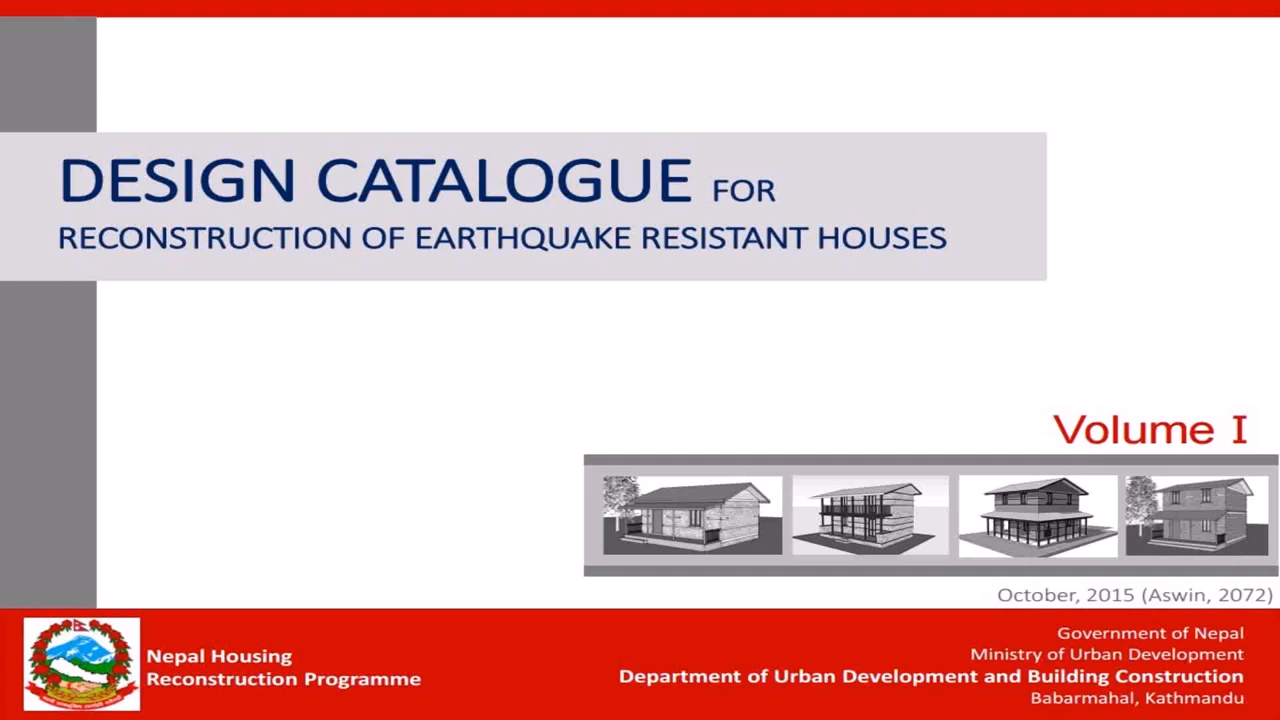 DESIGN CATALOGUE FOR
RECONSTRUCTION OF EARTHQUAKE RESISTANT HOUSES
Volume I
October, 2015 (Aswin, 2072)
Nepal Housing
Reconstruction Programme
Government of Nepal
Ministry of Urban Development
Department of Urban Development and Building Construction
Babarmahal, Kathmandu